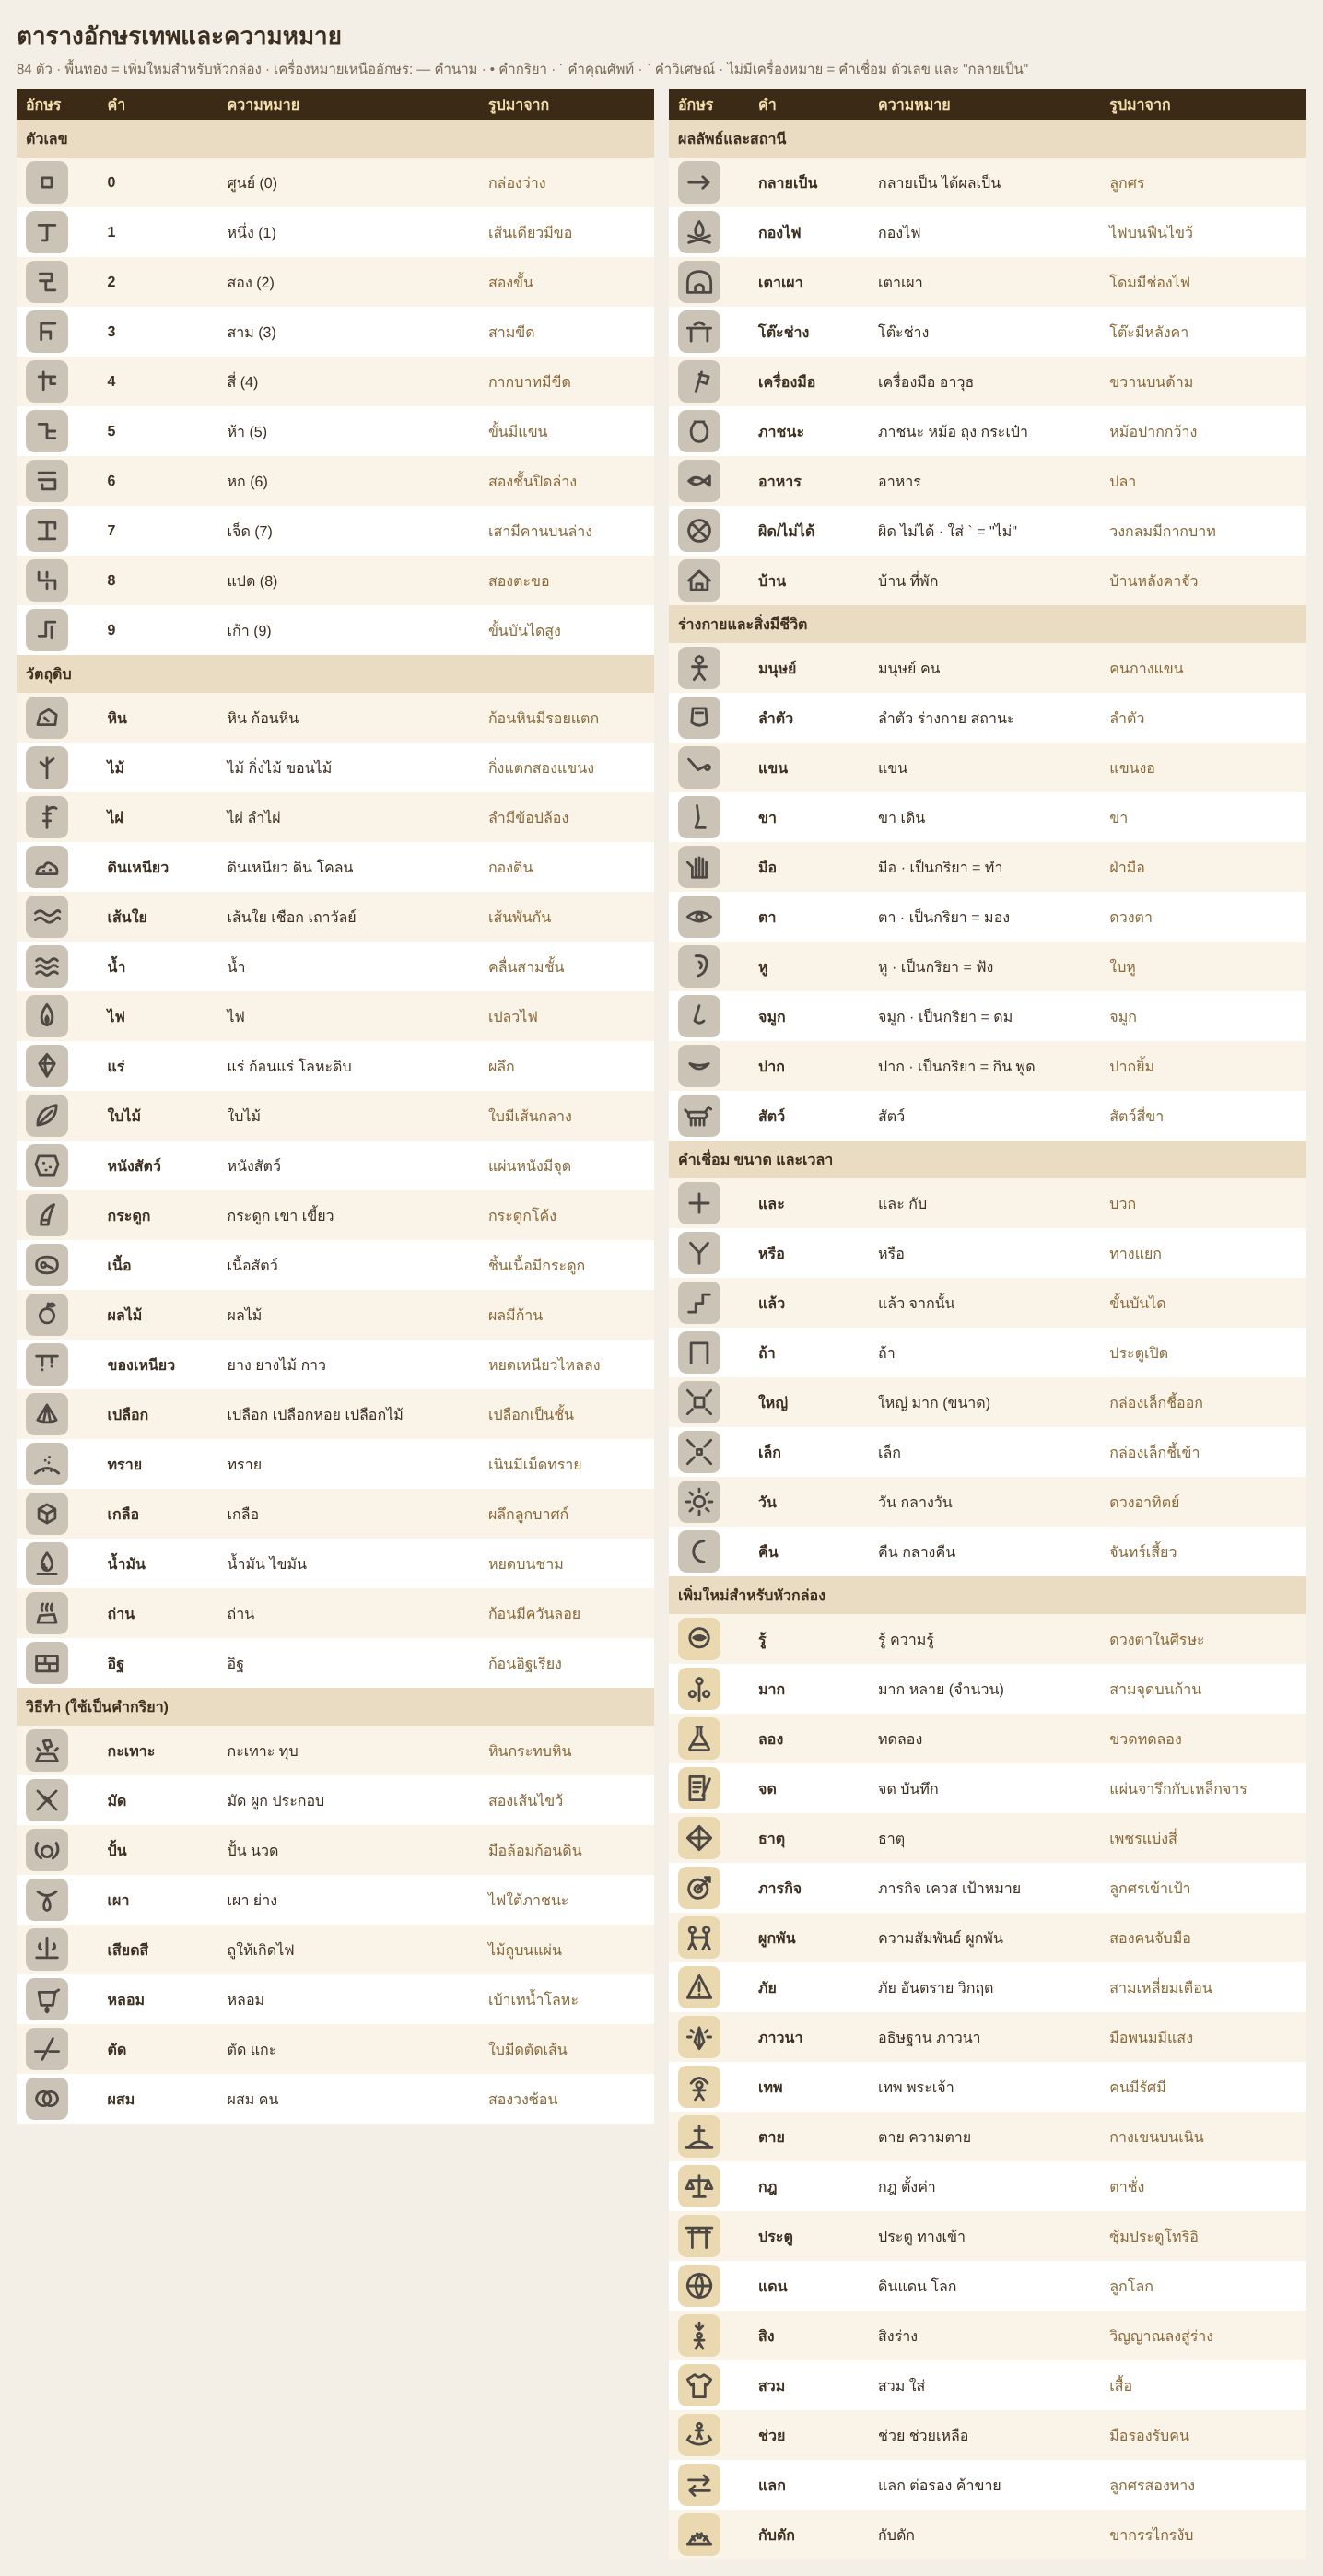 ตารางอักษรเทพและความหมาย
84 ตัว · พื้นทอง = เพิ่มใหม่สำหรับหัวกล่อง · เครื่องหมายเหนืออักษร: — คำนาม · • คำกริยา · ´ คำคุณศัพท์ · ` คำวิเศษณ์ · ไม่มีเครื่องหมาย = คำเชื่อม ตัวเลข และ "กลายเป็น"
อักษร คำ ความหมาย รูปมาจาก
ตัวเลข
0 ศูนย์ (0) กล่องว่าง
1 หนึ่ง (1) เส้นเดียวมีขอ
2 สอง (2) สองขั้น
3 สาม (3) สามขีด
4 สี่ (4) กากบาทมีขีด
5 ห้า (5) ขั้นมีแขน
6 หก (6) สองชั้นปิดล่าง
7 เจ็ด (7) เสามีคานบนล่าง
8 แปด (8) สองตะขอ
9 เก้า (9) ขั้นบันไดสูง
วัตถุดิบ
หิน หิน ก้อนหิน ก้อนหินมีรอยแตก
ไม้ ไม้ กิ่งไม้ ขอนไม้ กิ่งแตกสองแขนง
ไผ่ ไผ่ ลำไผ่ ลำมีข้อปล้อง
ดินเหนียว ดินเหนียว ดิน โคลน กองดิน
เส้นใย เส้นใย เชือก เถาวัลย์ เส้นพันกัน
น้ำ น้ำ คลื่นสามชั้น
ไฟ ไฟ เปลวไฟ
แร่ แร่ ก้อนแร่ โลหะดิบ ผลึก
ใบไม้ ใบไม้ ใบมีเส้นกลาง
หนังสัตว์ หนังสัตว์ แผ่นหนังมีจุด
กระดูก กระดูก เขา เขี้ยว กระดูกโค้ง
เนื้อ เนื้อสัตว์ ชิ้นเนื้อมีกระดูก
ผลไม้ ผลไม้ ผลมีก้าน
ของเหนียว ยาง ยางไม้ กาว หยดเหนียวไหลลง
เปลือก เปลือก เปลือกหอย เปลือกไม้ เปลือกเป็นชั้น
ทราย ทราย เนินมีเม็ดทราย
เกลือ เกลือ ผลึกลูกบาศก์
น้ำมัน น้ำมัน ไขมัน หยดบนชาม
ถ่าน ถ่าน ก้อนมีควันลอย
อิฐ อิฐ ก้อนอิฐเรียง
วิธีทำ (ใช้เป็นคำกริยา)
กะเทาะ กะเทาะ ทุบ หินกระทบหิน
มัด มัด ผูก ประกอบ สองเส้นไขว้
ปั้น ปั้น นวด มือล้อมก้อนดิน
เผา เผา ย่าง ไฟใต้ภาชนะ
เสียดสี ถูให้เกิดไฟ ไม้ถูบนแผ่น
หลอม หลอม เบ้าเทน้ำโลหะ
ตัด ตัด แกะ ใบมีดตัดเส้น
ผสม ผสม คน สองวงซ้อน
อักษร คำ ความหมาย รูปมาจาก
ผลลัพธ์และสถานี
กลายเป็น กลายเป็น ได้ผลเป็น ลูกศร
กองไฟ กองไฟ ไฟบนฟืนไขว้
เตาเผา เตาเผา โดมมีช่องไฟ
โต๊ะช่าง โต๊ะช่าง โต๊ะมีหลังคา
เครื่องมือ เครื่องมือ อาวุธ ขวานบนด้าม
ภาชนะ ภาชนะ หม้อ ถุง กระเป๋า หม้อปากกว้าง
อาหาร อาหาร ปลา
ผิด/ไม่ได้ ผิด ไม่ได้ · ใส่ ` = "ไม่" วงกลมมีกากบาท
บ้าน บ้าน ที่พัก บ้านหลังคาจั่ว
ร่างกายและสิ่งมีชีวิต
มนุษย์ มนุษย์ คน คนกางแขน
ลำตัว ลำตัว ร่างกาย สถานะ ลำตัว
แขน แขน แขนงอ
ขา ขา เดิน ขา
มือ มือ · เป็นกริยา = ทำ ฝ่ามือ
ตา ตา · เป็นกริยา = มอง ดวงตา
หู หู · เป็นกริยา = ฟัง ใบหู
จมูก จมูก · เป็นกริยา = ดม จมูก
ปาก ปาก · เป็นกริยา = กิน พูด ปากยิ้ม
สัตว์ สัตว์ สัตว์สี่ขา
คำเชื่อม ขนาด และเวลา
และ และ กับ บวก
หรือ หรือ ทางแยก
แล้ว แล้ว จากนั้น ขั้นบันได
ถ้า ถ้า ประตูเปิด
ใหญ่ ใหญ่ มาก (ขนาด) กล่องเล็กชี้ออก
เล็ก เล็ก กล่องเล็กชี้เข้า
วัน วัน กลางวัน ดวงอาทิตย์
คืน คืน กลางคืน จันทร์เสี้ยว
เพิ่มใหม่สำหรับหัวกล่อง
รู้ รู้ ความรู้ ดวงตาในศีรษะ
มาก มาก หลาย (จำนวน) สามจุดบนก้าน
ลอง ทดลอง ขวดทดลอง
จด จด บันทึก แผ่นจารึกกับเหล็กจาร
ธาตุ ธาตุ เพชรแบ่งสี่
ภารกิจ ภารกิจ เควส เป้าหมาย ลูกศรเข้าเป้า
ผูกพัน ความสัมพันธ์ ผูกพัน สองคนจับมือ
ภัย ภัย อันตราย วิกฤต สามเหลี่ยมเตือน
ภาวนา อธิษฐาน ภาวนา มือพนมมีแสง
เทพ เทพ พระเจ้า คนมีรัศมี
ตาย ตาย ความตาย กางเขนบนเนิน
กฎ กฎ ตั้งค่า ตาชั่ง
ประตู ประตู ทางเข้า ซุ้มประตูโทริอิ
แดน ดินแดน โลก ลูกโลก
สิง สิงร่าง วิญญาณลงสู่ร่าง
สวม สวม ใส่ เสื้อ
ช่วย ช่วย ช่วยเหลือ มือรองรับคน
แลก แลก ต่อรอง ค้าขาย ลูกศรสองทาง
กับดัก กับดัก ขากรรไกรงับ